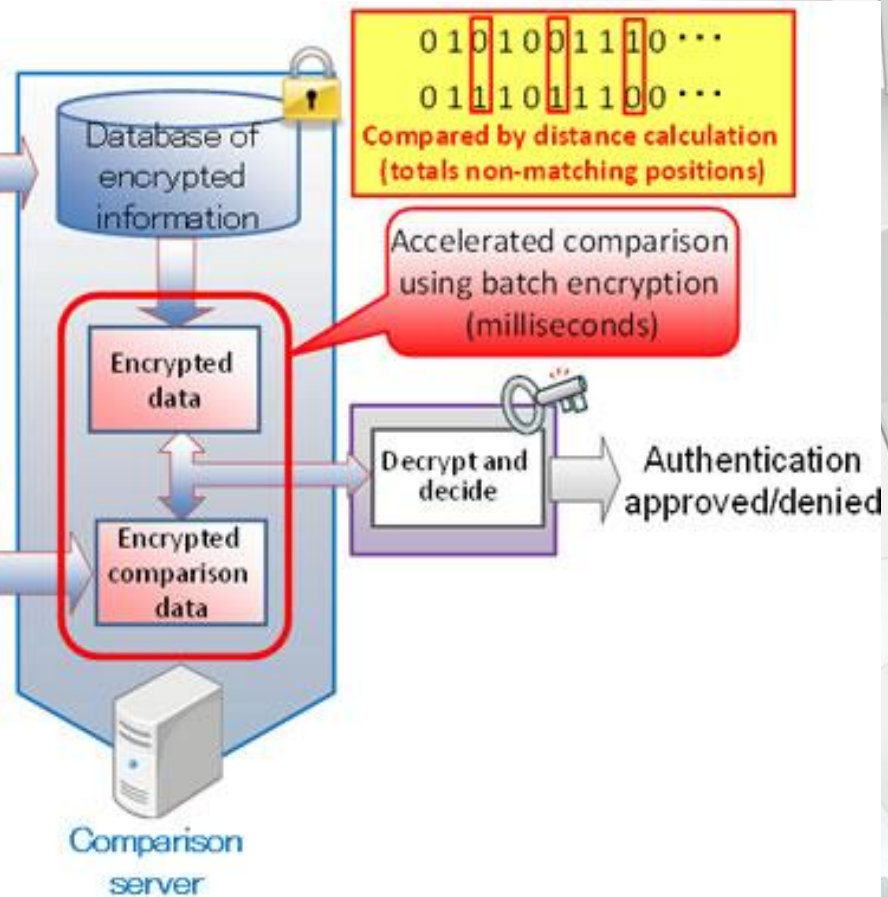 0 1 0 1 0 0 1 1 1 0 ･･･
0 1 1 1 0 1 1 1 0 0 ･･･
Compared by distance calculation
(totals non-matching positions)
Database of
encrypted
information
Accelerated comparison
using batch encryption
(milliseconds)
Encrypted
data
Decrypt and
decide
Authentication
approved/denied
Encrypted
comparison
data
Comparison
server